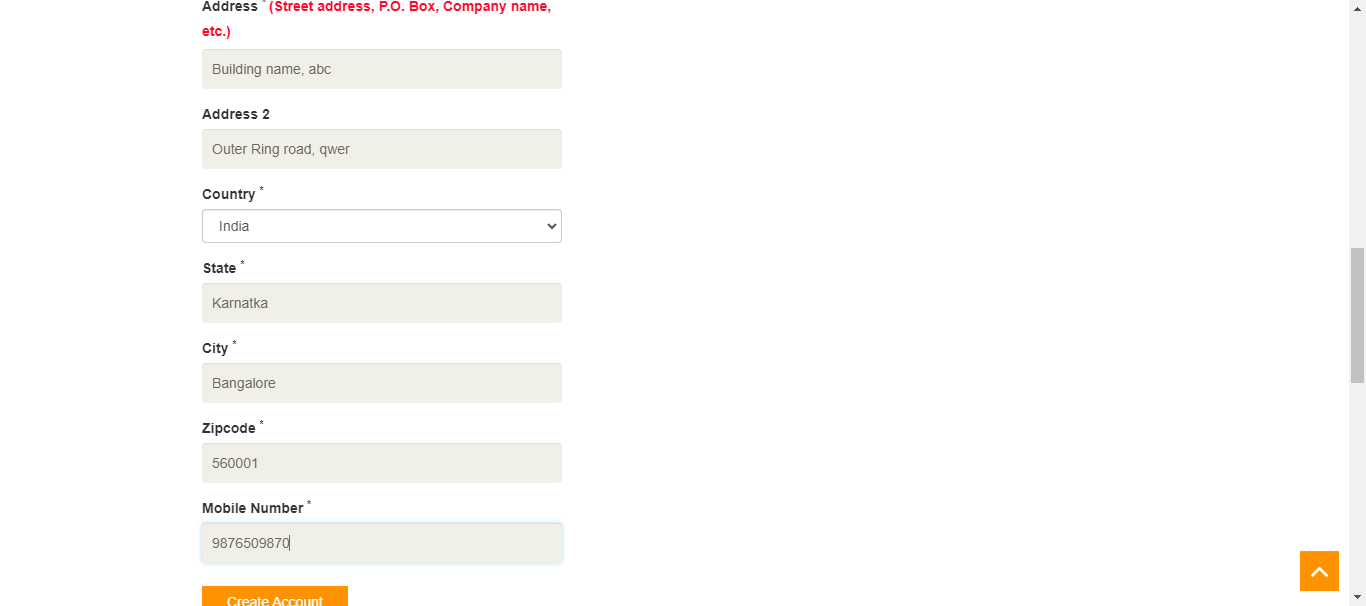 Address * (Street address, P.O. Box, Company name,
etc.)
Building name, abc
Address 2
Outer Ring road, qwer
Country *
India
State *
Karnatka
City *
Bangalore
Zipcode *
560001
Mobile Number *
9876509870
Create Account